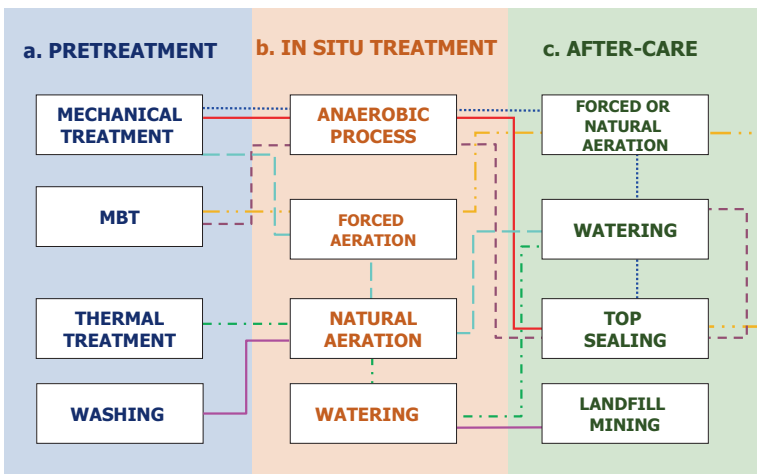 a. PRETREATMENT
MECHANICAL
TREATMENT
MBT
THERMAL
TREATMENT
WASHING
b. IN SITU TREATMENT
ANAEROBIC
PROCESS
FORCED
AERATION
NATURAL
AERATION
WATERING
c. AFTER-CARE
FORCED OR
NATURAL
AERATION
WATERING
TOP
SEALING
LANDFILL
MINING